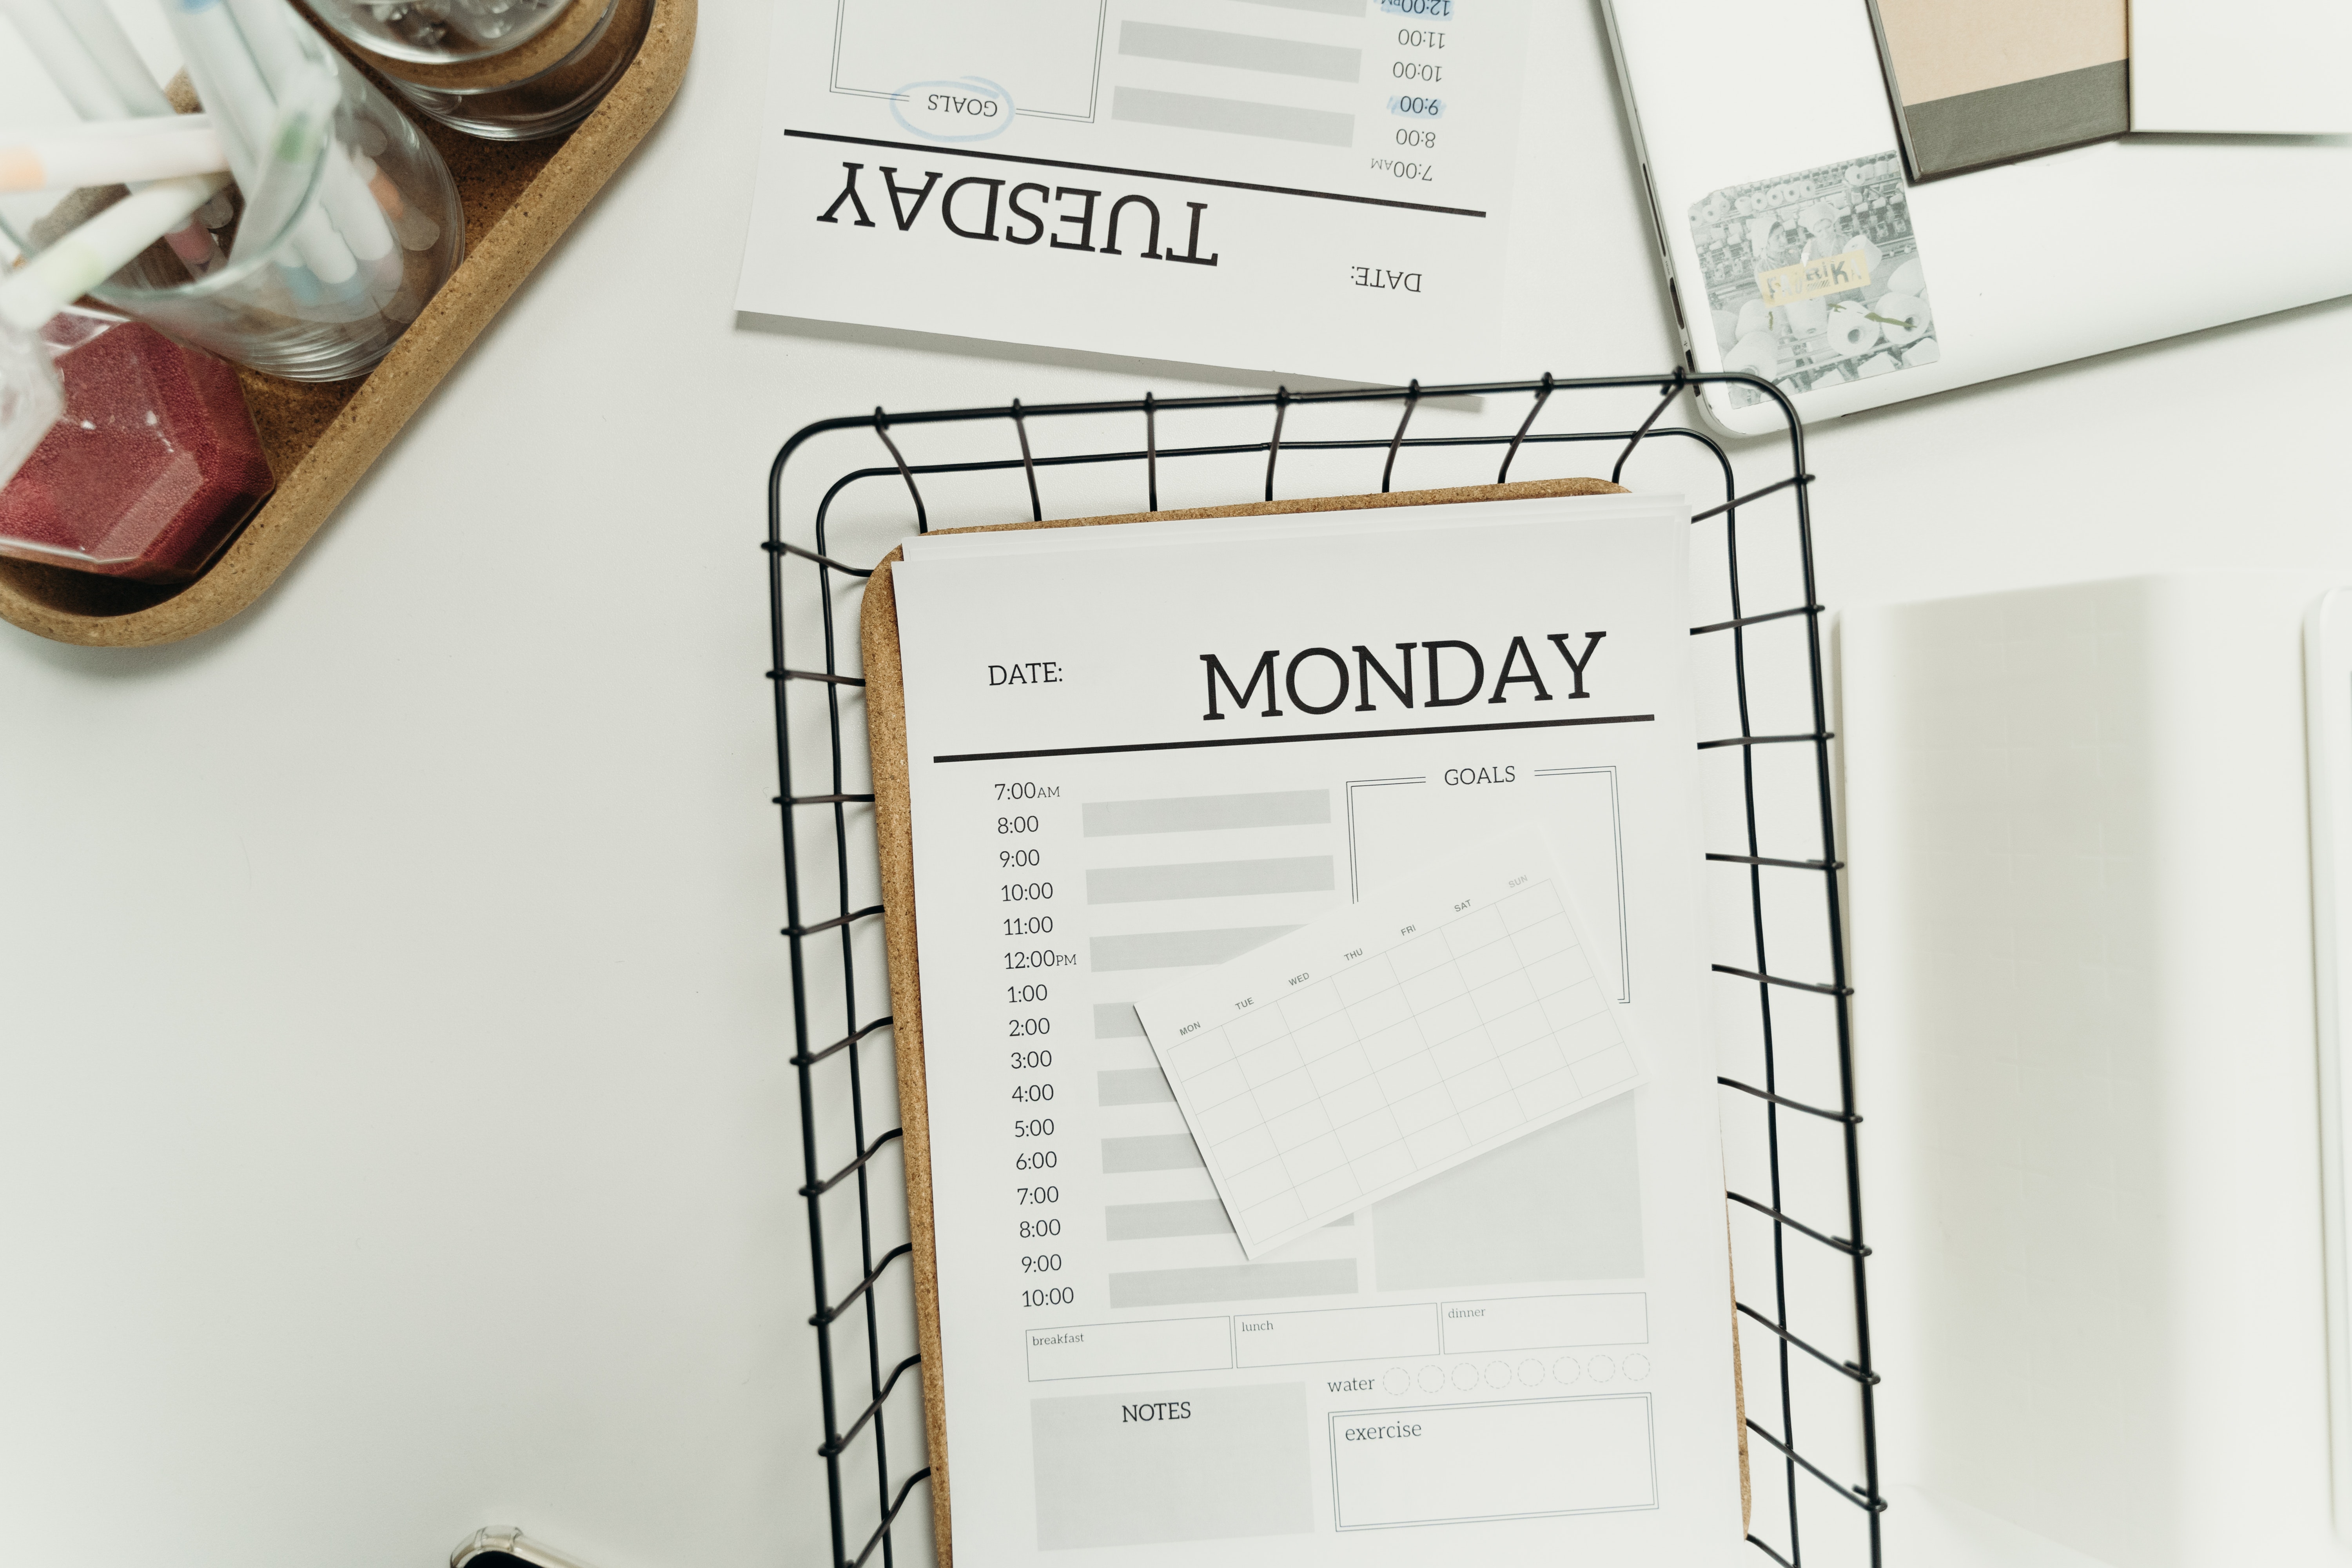 12:00PM
11:00
10:00
9:00
8:00
7:00AM
GOALS
TUESDAY
DATE:
DATE:
MONDAY
7:00AM
8:00
9:00
10:00
11:00
12:00PM
1:00
2:00
3:00
4:00
5:00
6:00
7:00
8:00
9:00
10:00
GOALS
MON TUE WED THU FRI SAT SUN
breakfast
lunch
dinner
water
NOTES
exercise